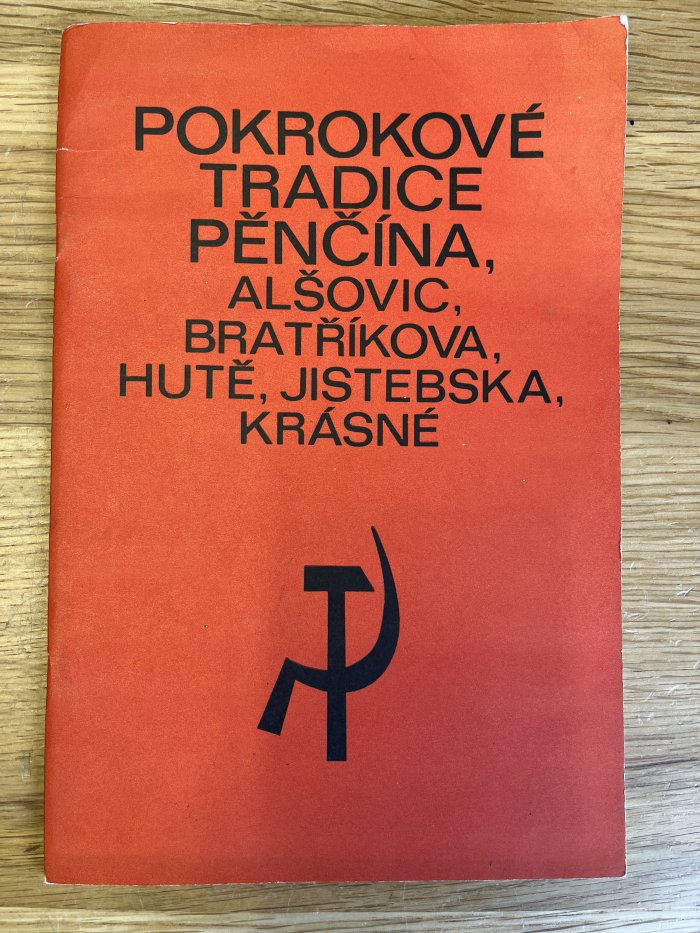 POKROKOVÉ
TRADICE
PĚNČÍNA,
ALŠOVIC,
BRATŘÍKOVA,
HUTĚ, JISTEBSKA,
KRÁSNÉ